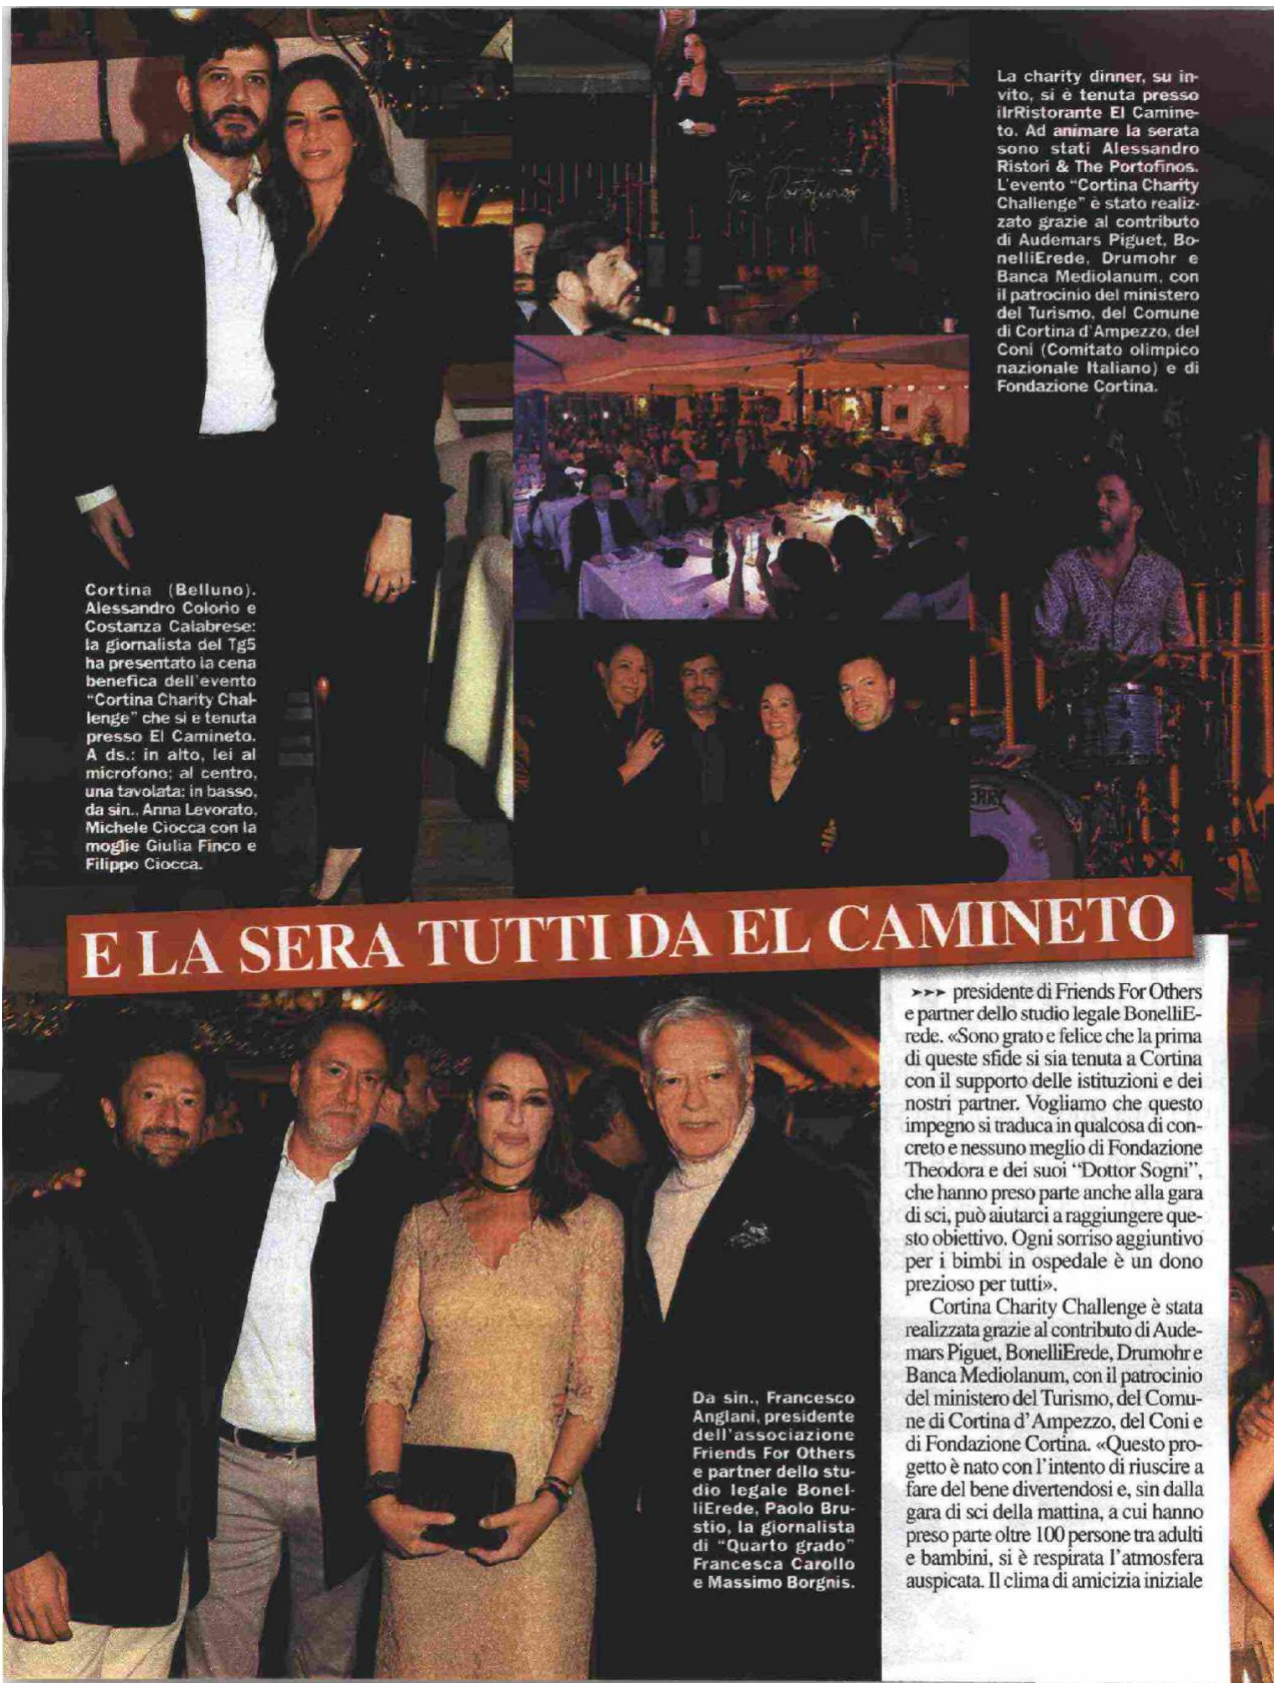 La charity dinner, su in-
vito, si è tenuta presso
ilrRistorante El Camine-
to. Ad animare la serata
sono stati Alessandro
Ristori & The Portofinos.
L'evento “Cortina Charity
Challenge” è stato realiz-
zato grazie al contributo
di Audemars Piguet, Bo-
nelliErede, Drumohr e
Banca Mediolanum, con
il patrocinio del ministero
del Turismo, del Comune
di Cortina d'Ampezzo, del
Coni (Comitato olimpico
nazionale Italiano) e di
Fondazione Cortina.
The Portofinos
Cortina (Belluno).
Alessandro Colorio e
Costanza Calabrese:
la giornalista del Tg5
ha presentato la cena
benefica dell'evento
“Cortina Charity Chal-
lenge” che si è tenuta
presso El Camineto.
A ds.: in alto, lei al
microfono; al centro,
una tavolata; in basso,
da sin., Anna Levorato,
Michele Ciocca con la
moglie Giulia Finco e
Filippo Ciocca.
E LA SERA TUTTI DA EL CAMINETO
➤➤➤ presidente di Friends For Others
e partner dello studio legale BonelliE-
rede. «Sono grato e felice che la prima
di queste sfide si sia tenuta a Cortina
con il supporto delle istituzioni e dei
nostri partner. Vogliamo che questo
impegno si traduca in qualcosa di con-
creto e nessuno meglio di Fondazione
Theodora e dei suoi “Dottor Sogni”,
che hanno preso parte anche alla gara
di sci, può aiutarci a raggiungere que-
sto obiettivo. Ogni sorriso aggiuntivo
per i bimbi in ospedale è un dono
prezioso per tutti».
Cortina Charity Challenge è stata
realizzata grazie al contributo di Aude-
mars Piguet, BonelliErede, Drumohr e
Banca Mediolanum, con il patrocinio
del ministero del Turismo, del Comu-
ne di Cortina d'Ampezzo, del Coni e
di Fondazione Cortina. «Questo pro-
getto è nato con l'intento di riuscire a
fare del bene divertendosi e, sin dalla
gara di sci della mattina, a cui hanno
preso parte oltre 100 persone tra adulti
e bambini, si è respirata l'atmosfera
auspicata. Il clima di amicizia iniziale
Da sin., Francesco
Anglani, presidente
dell'associazione
Friends For Others
e partner dello stu-
dio legale Bonel-
liErede, Paolo Bru-
stio, la giornalista
di “Quarto grado”
Francesca Carollo
e Massimo Borgnis.